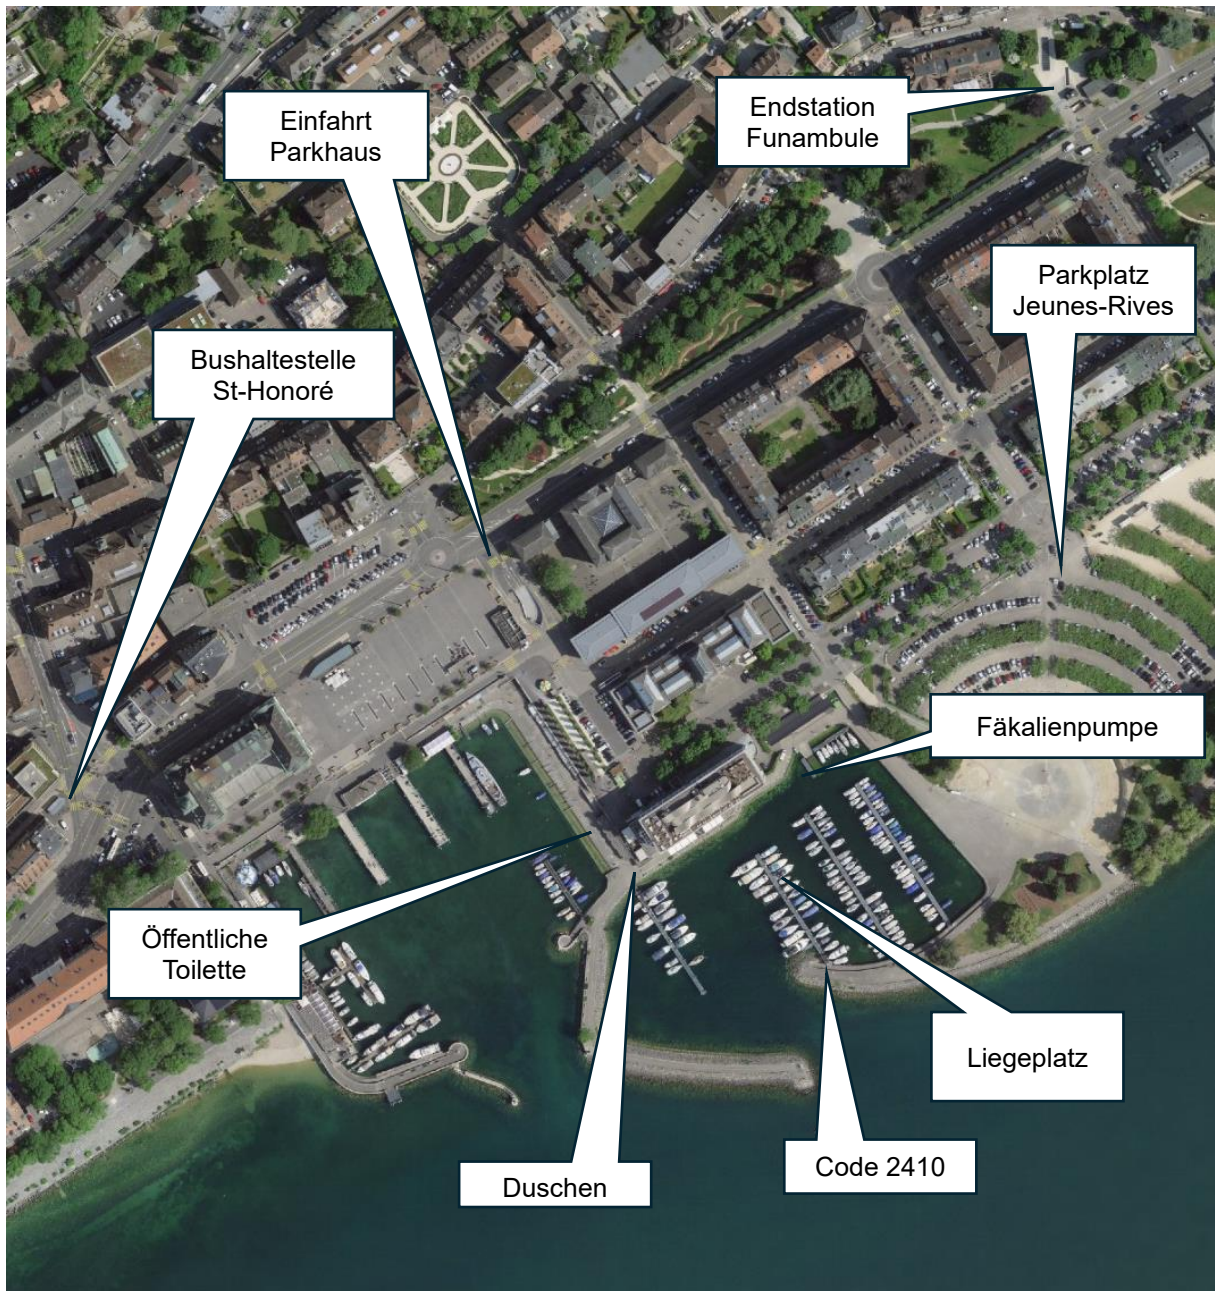 Endstation
Funambule
Einfahrt
Parkhaus
Parkplatz
Jeunes-Rives
Bushaltestelle
St-Honoré
Fäkalienpumpe
Öffentliche
Toilette
Liegeplatz
Code 2410
Duschen